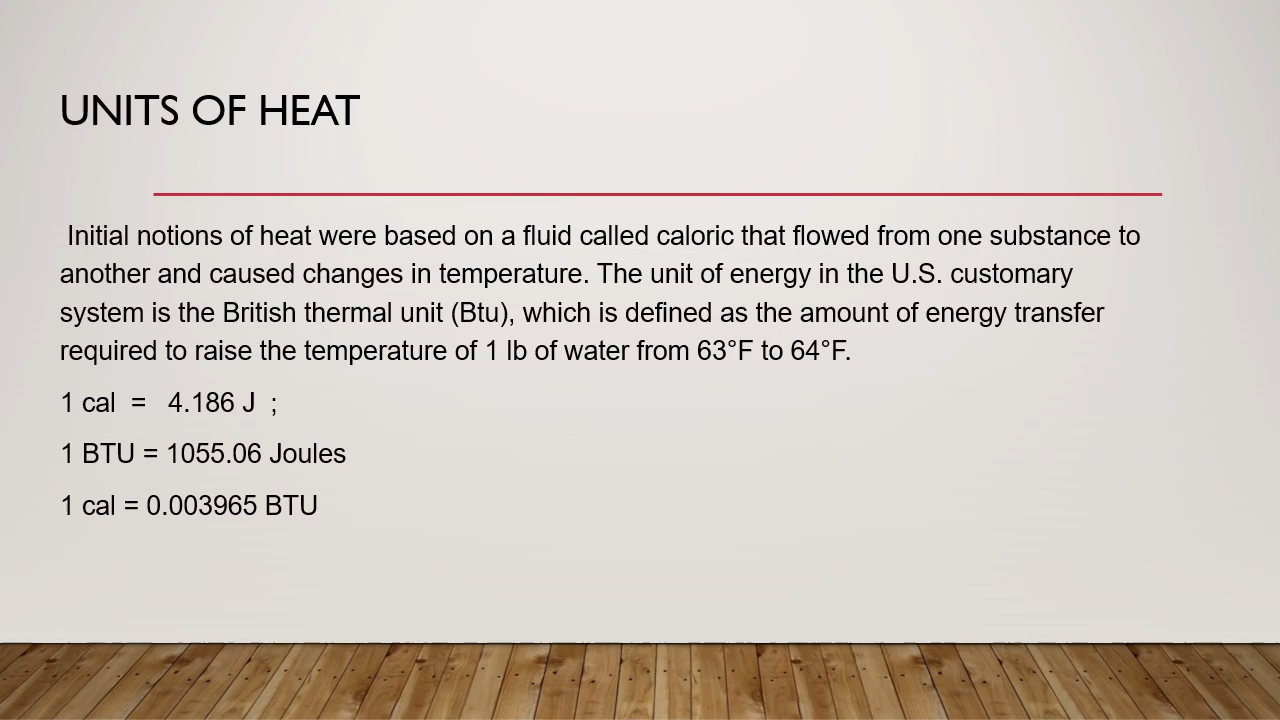 UNITS OF HEAT
Initial notions of heat were based on a fluid called caloric that flowed from one substance to
another and caused changes in temperature. The unit of energy in the U.S. customary
system is the British thermal unit (Btu), which is defined as the amount of energy transfer
required to raise the temperature of 1 lb of water from 63°F to 64°F.
1 cal  =   4.186 J  ;
1 BTU = 1055.06 Joules
1 cal = 0.003965 BTU